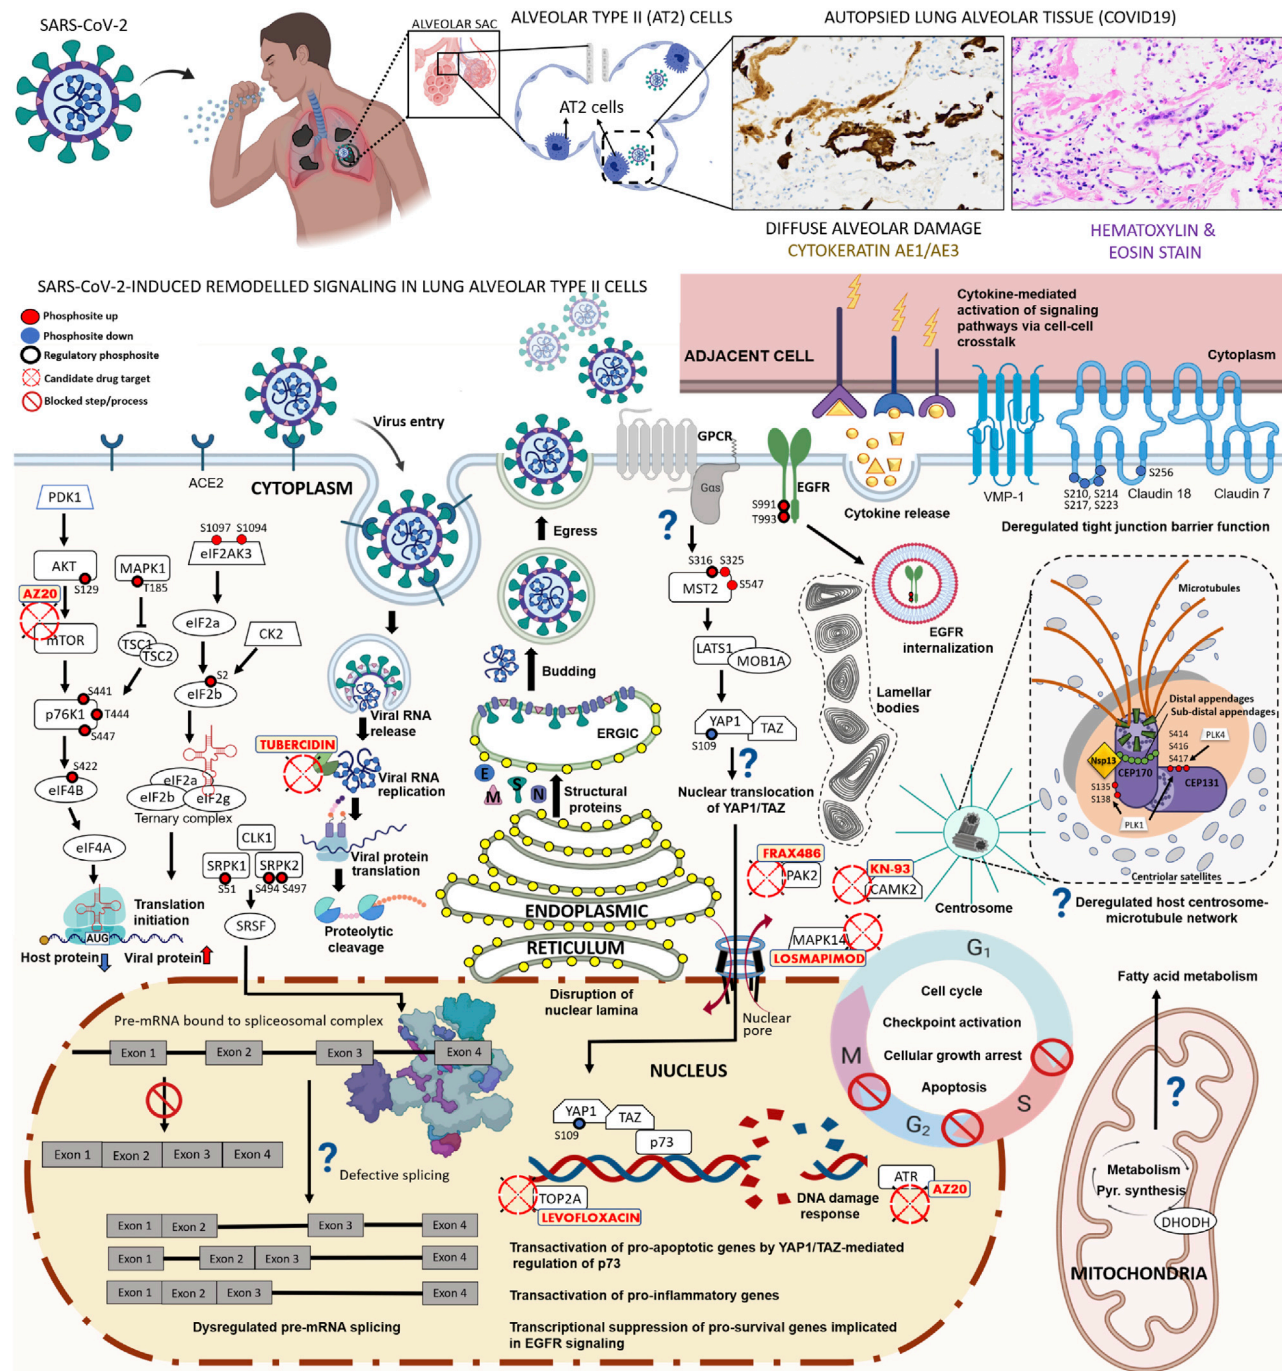 SARS-CoV-2
ALVEOLAR SAC
ALVEOLAR TYPE II (AT2) CELLS
AT2 cells
AUTOPSIED LUNG ALVEOLAR TISSUE (COVID19)
DIFFUSE ALVEOLAR DAMAGE
CYTOKERATIN AE1/AE3
HEMATOXYLIN &
EOSIN STAIN
SARS-CoV-2-INDUCED REMODELLED SIGNALING IN LUNG ALVEOLAR TYPE II CELLS
Phosphosite up
Phosphosite down
Regulatory phosphosite
Candidate drug target
Blocked step/process
ADJACENT CELL
Cytokine-mediated
activation of signaling
pathways via cell-cell
crosstalk
Cytoplasm
Virus entry
ACE2
CYTOPLASM
GPCR
Gas
EGFR
S991
T993
Cytokine release
VMP-1
S210, S214
S217, S223
S256
Claudin 18
Claudin 7
Deregulated tight junction barrier function
PDK1
AKT
S129
AZ20
mTOR
MAPK1
T185
TSC1
TSC2
S441
p76K1
T444
S447
S422
eIF4B
eIF4A
S1097
S1094
eIF2AK3
eIF2a
CK2
S2
eIF2b
eIF2a
eIF2b
eIF2g
Ternary complex
Translation
initiation
AUG
Host protein
Viral protein
CLK1
SRPK1
SRPK2
S51
S494
S497
SRSF
Viral RNA
release
TUBERCIDIN
Viral RNA
replication
Viral protein
translation
Proteolytic
cleavage
Egress
Budding
ERGIC
E
M
S
N
Structural
proteins
ENDOPLASMIC
RETICULUM
?
S316
S325
MST2
S547
LATS1
MOB1A
YAP1
TAZ
S109
?
Nuclear translocation
of YAP1/TAZ
EGFR
internalization
Lamellar
bodies
FRAX486
PAK2
KN-93
CAMK2
MAPK14
LOSMAPIMOD
Centrosome
Microtubules
Distal appendages
Sub-distal appendages
S414
S416
S417
PLK4
Nsp13
CEP170
CEP131
S135
S138
PLK1
Centriolar satellites
?
Deregulated host centrosome-
microtubule network
G1
Cell cycle
Checkpoint activation
Cellular growth arrest
Apoptosis
M
G2
S
Fatty acid metabolism
?
Metabolism
Pyr. synthesis
DHODH
MITOCHONDRIA
Disruption of
nuclear lamina
Nuclear
pore
NUCLEUS
Pre-mRNA bound to spliceosomal complex
Exon 1
Exon 2
Exon 3
Exon 4
Exon 1
Exon 2
Exon 3
Exon 4
?
Defective splicing
Exon 1
Exon 2
Exon 3
Exon 4
Exon 1
Exon 2
Exon 3
Exon 4
Exon 1
Exon 2
Exon 3
Exon 4
Dysregulated pre-mRNA splicing
YAP1
TAZ
S109
p73
TOP2A
LEVOFLOXACIN
DNA damage
response
ATR
AZ20
Transactivation of pro-apoptotic genes by YAP1/TAZ-mediated
regulation of p73
Transactivation of pro-inflammatory genes
Transcriptional suppression of pro-survival genes implicated
in EGFR signaling